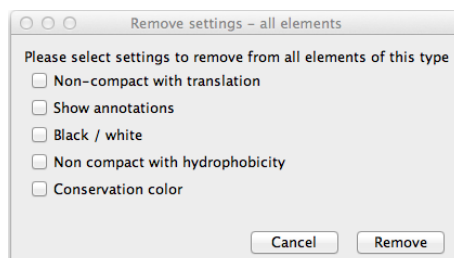 Remove settings - all elements
Please select settings to remove from all elements of this type
Non-compact with translation
Show annotations
Black / white
Non compact with hydrophobicity
Conservation color
Cancel Remove